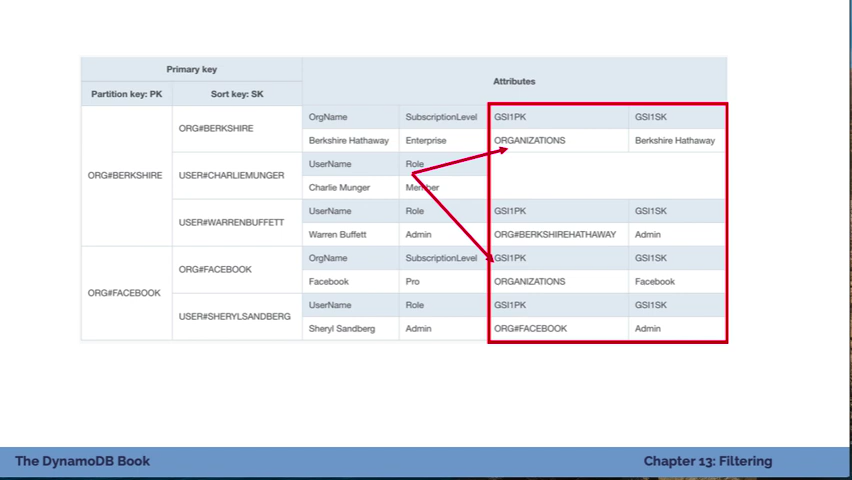 Primary key
Attributes
Partition key: PK Sort key: SK
ORG#BERKSHIRE
ORG#BERKSHIRE
OrgName SubscriptionLevel GSI1PK GSI1SK
Berkshire Hathaway Enterprise ORGANIZATIONS Berkshire Hathaway
USER#CHARLIEMUNGER
UserName Role
Charlie Munger Member
USER#WARRENBUFFETT
UserName Role GSI1PK GSI1SK
Warren Buffett Admin ORG#BERKSHIREHATHAWAY Admin
ORG#FACEBOOK
ORG#FACEBOOK
OrgName SubscriptionLevel GSI1PK GSI1SK
Facebook Pro ORGANIZATIONS Facebook
USER#SHERYLSANDBERG
UserName Role GSI1PK GSI1SK
Sheryl Sandberg Admin ORG#FACEBOOK Admin
The DynamoDB Book Chapter 13: Filtering